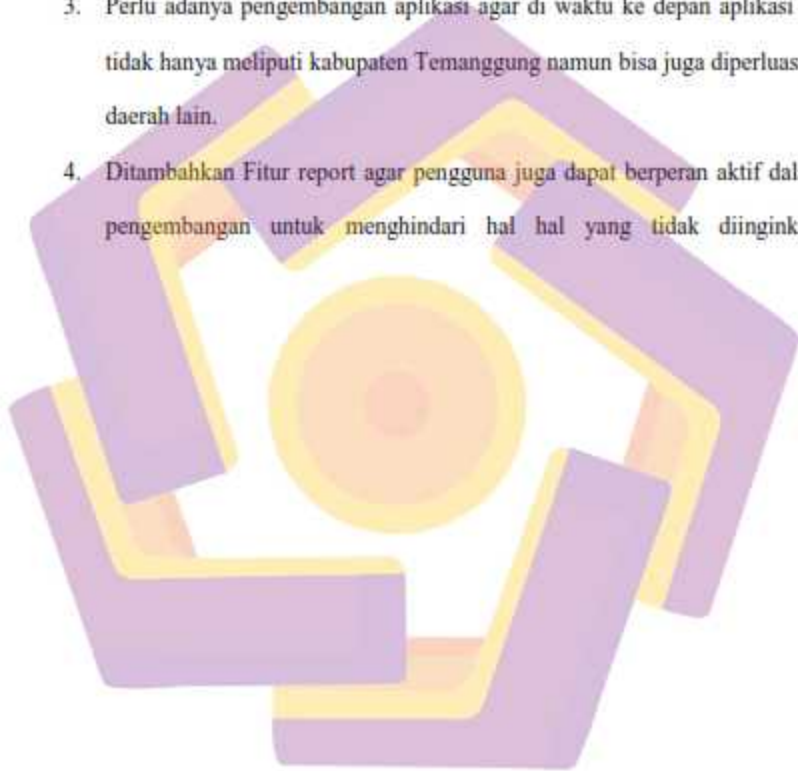 3. Perlu adanya pengembangan aplikasi agar di waktu ke depan aplikasi
tidak hanya meliputi kabupaten Temanggung namun bisa juga diperluas
daerah lain.
4. Ditambahkan Fitur report agar pengguna juga dapat berperan aktif dal
pengembangan untuk menghindari hal hal yang tidak diingink